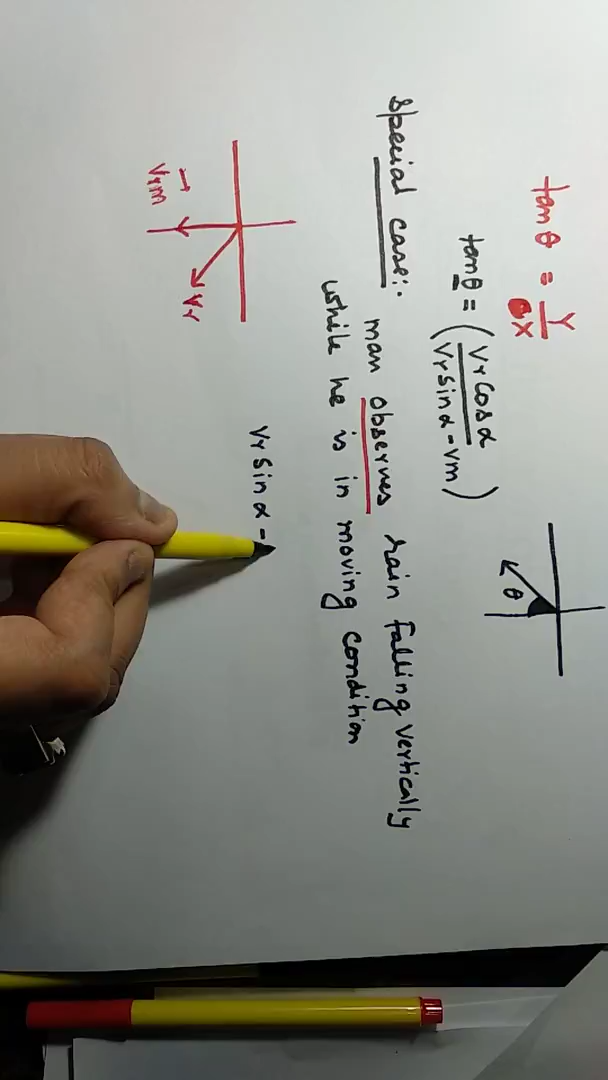 tanθ = Y/X
tanθ = (Vr Cosα / Vr Sinα - Vm)
θ
Special case:- man observes rain falling vertically
while he is in moving condition
Vr
Vrm
Vr Sinα -